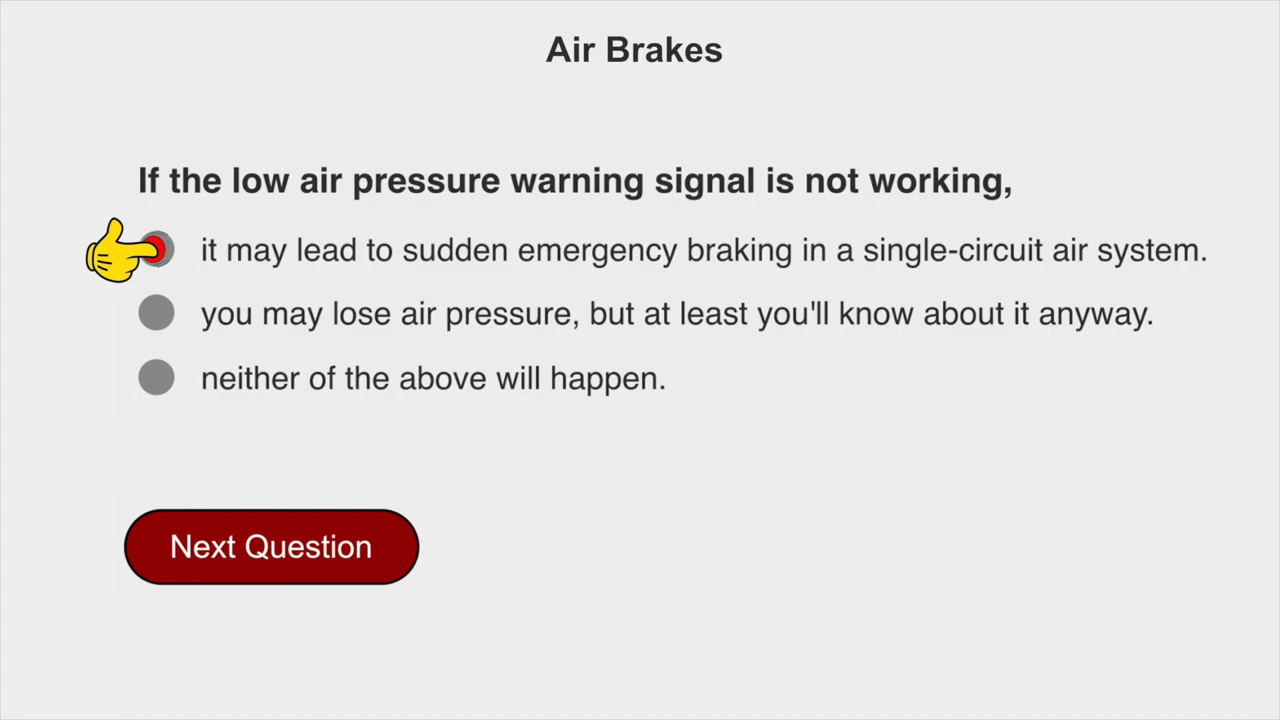 Air Brakes
If the low air pressure warning signal is not working,
it may lead to sudden emergency braking in a single-circuit air system.
you may lose air pressure, but at least you'll know about it anyway.
neither of the above will happen.
Next Question